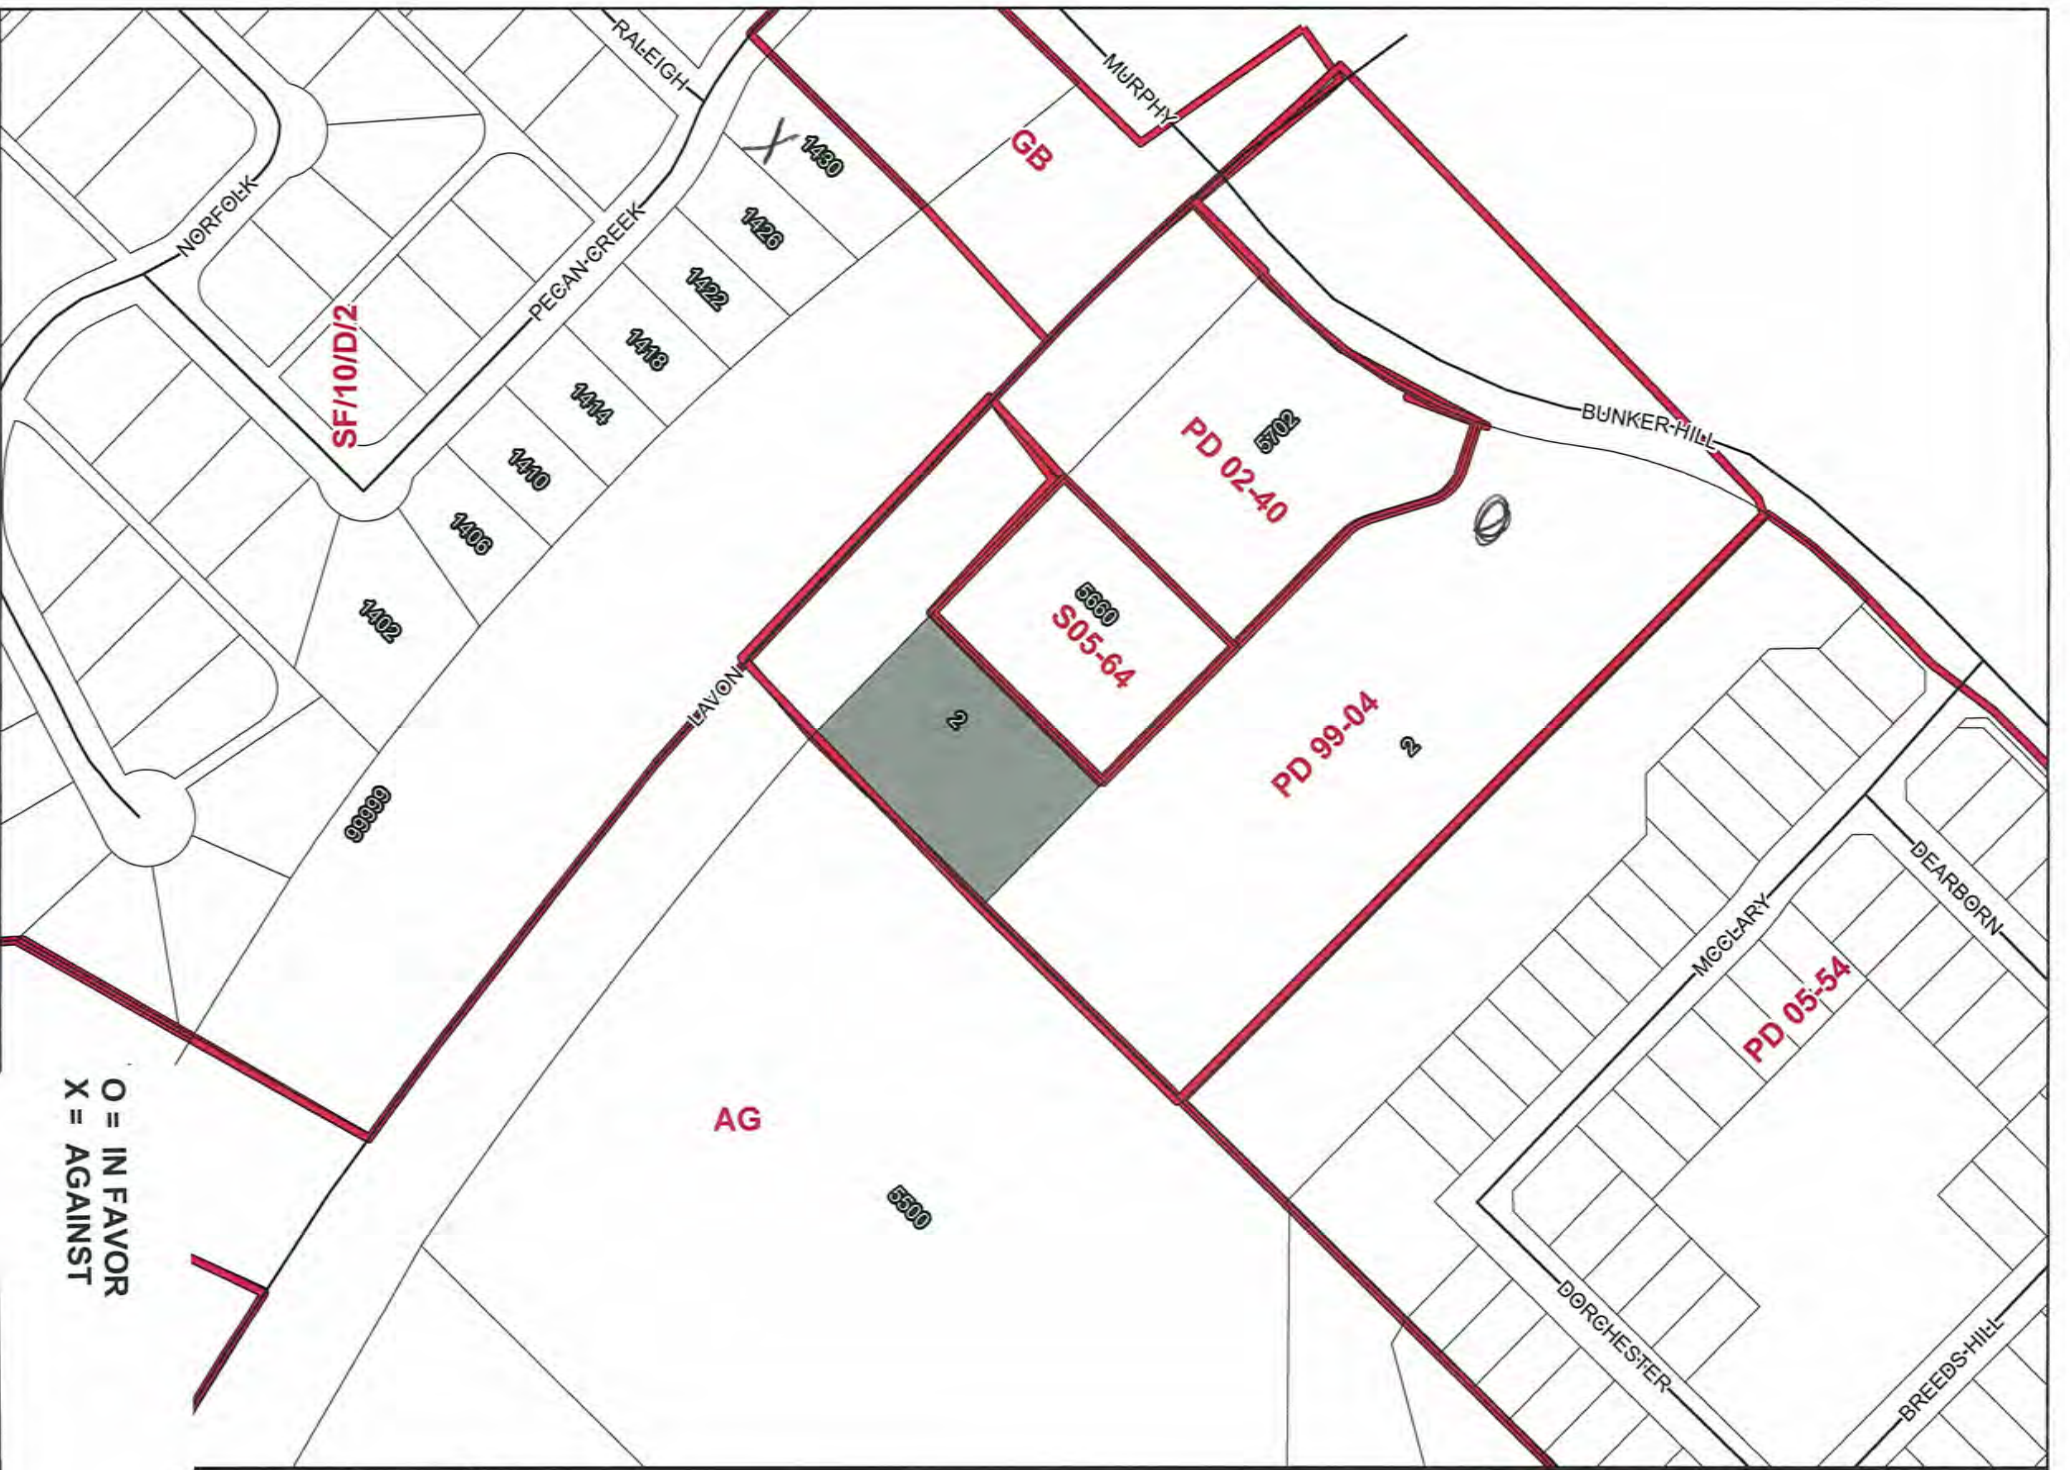 RALEIGH
MURPHY
X
1430
GB
NORFOLK
1426
PECAN CREEK
1422
1418
SF/10/D/2
1414
1410
1406
1402
5702
PD 02-40
BUNKER HILL
O
5660
S05-64
LAVON
2
PD 99-04
2
99999
DEARBORN
MCCLARY
PD 05-54
AG
5500
DORCHESTER
BREEDS HILL
O = IN FAVOR
X = AGAINST